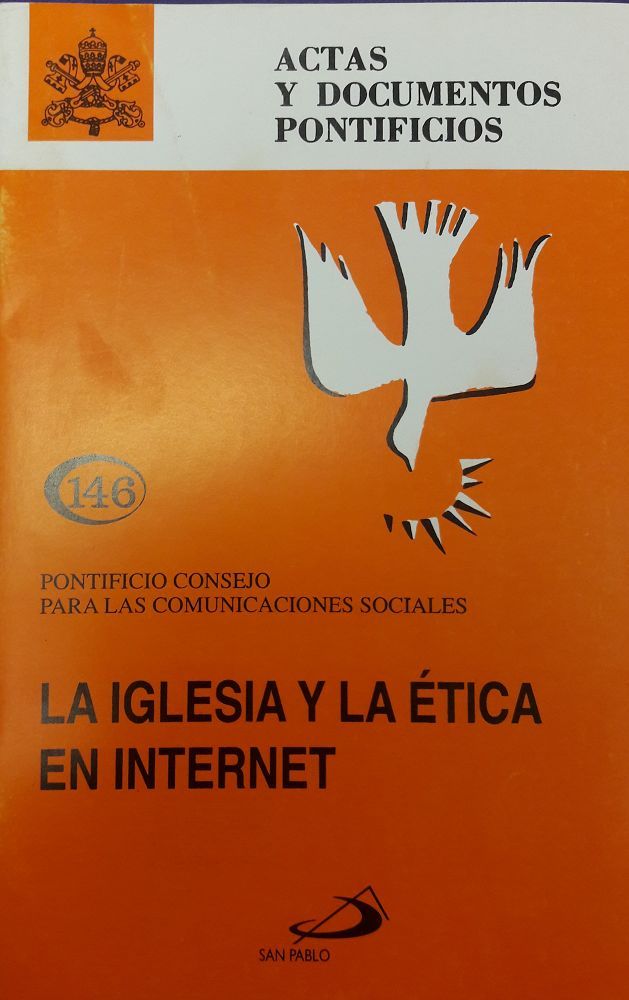 ACTAS
Y DOCUMENTOS
PONTIFICIOS
146
PONTIFICIO CONSEJO
PARA LAS COMUNICACIONES SOCIALES
LA IGLESIA Y LA ÉTICA
EN INTERNET
SAN PABLO